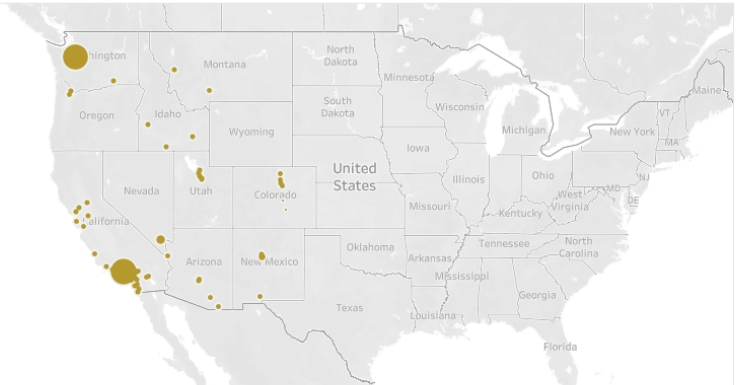 hington
Montana
North
Dakota
Minnesota
Maine
Oregon
Idaho
South
Dakota
Wisconsin
Michigan
VT
New York
MA
Wyoming
Iowa
Nevada
Utah
Colorado
United
States
Illinois
Ohio
NJ
MD
DE
West
Virginia
Missouri
Kentucky
alifornia
Arizona
New Mexico
Oklahoma
Arkansas
Tennessee
North
Carolina
Mississippi
Georgia
Texas
Louisiana
Florida